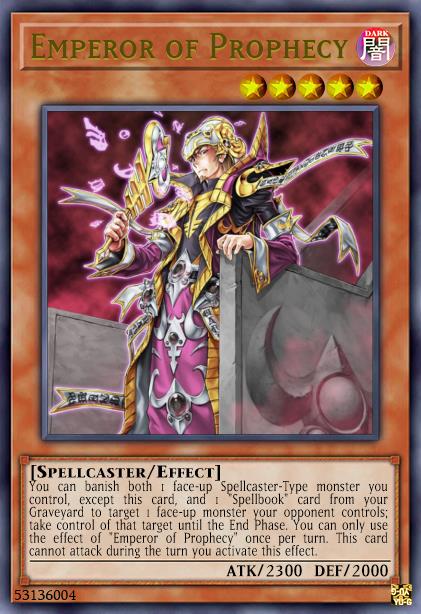 EMPEROR OF PROPHECY
DARK
闇
[SPELLCASTER/EFFECT]
You can banish both 1 face-up Spellcaster-Type monster you
control, except this card, and 1 "Spellbook" card from your
Graveyard to target 1 face-up monster your opponent controls;
take control of that target until the End Phase. You can only use
the effect of "Emperor of Prophecy" once per turn. This card
cannot attack during the turn you activate this effect.
ATK/2300 DEF/2000
53136004